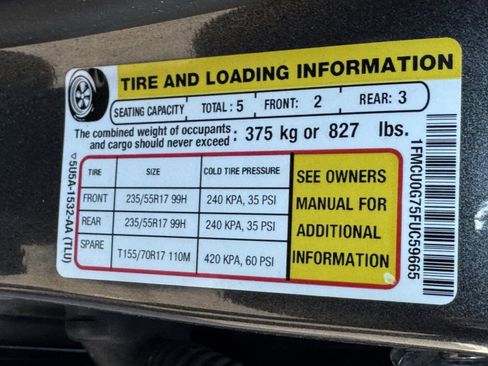 TIRE AND LOADING INFORMATION
SEATING CAPACITY TOTAL : 5 FRONT: 2 REAR: 3
The combined weight of occupants
and cargo should never exceed : 375 kg or 827 lbs.
TIRE SIZE COLD TIRE PRESSURE
FRONT 235/55R17 99H 240 KPA, 35 PSI
REAR 235/55R17 99H 240 KPA, 35 PSI
SPARE T155/70R17 110M 420 KPA, 60 PSI
SEE OWNERS
MANUAL FOR
ADDITIONAL
INFORMATION
5U5A-1532-AA (TLU)
1FMCU0G75FUC59665